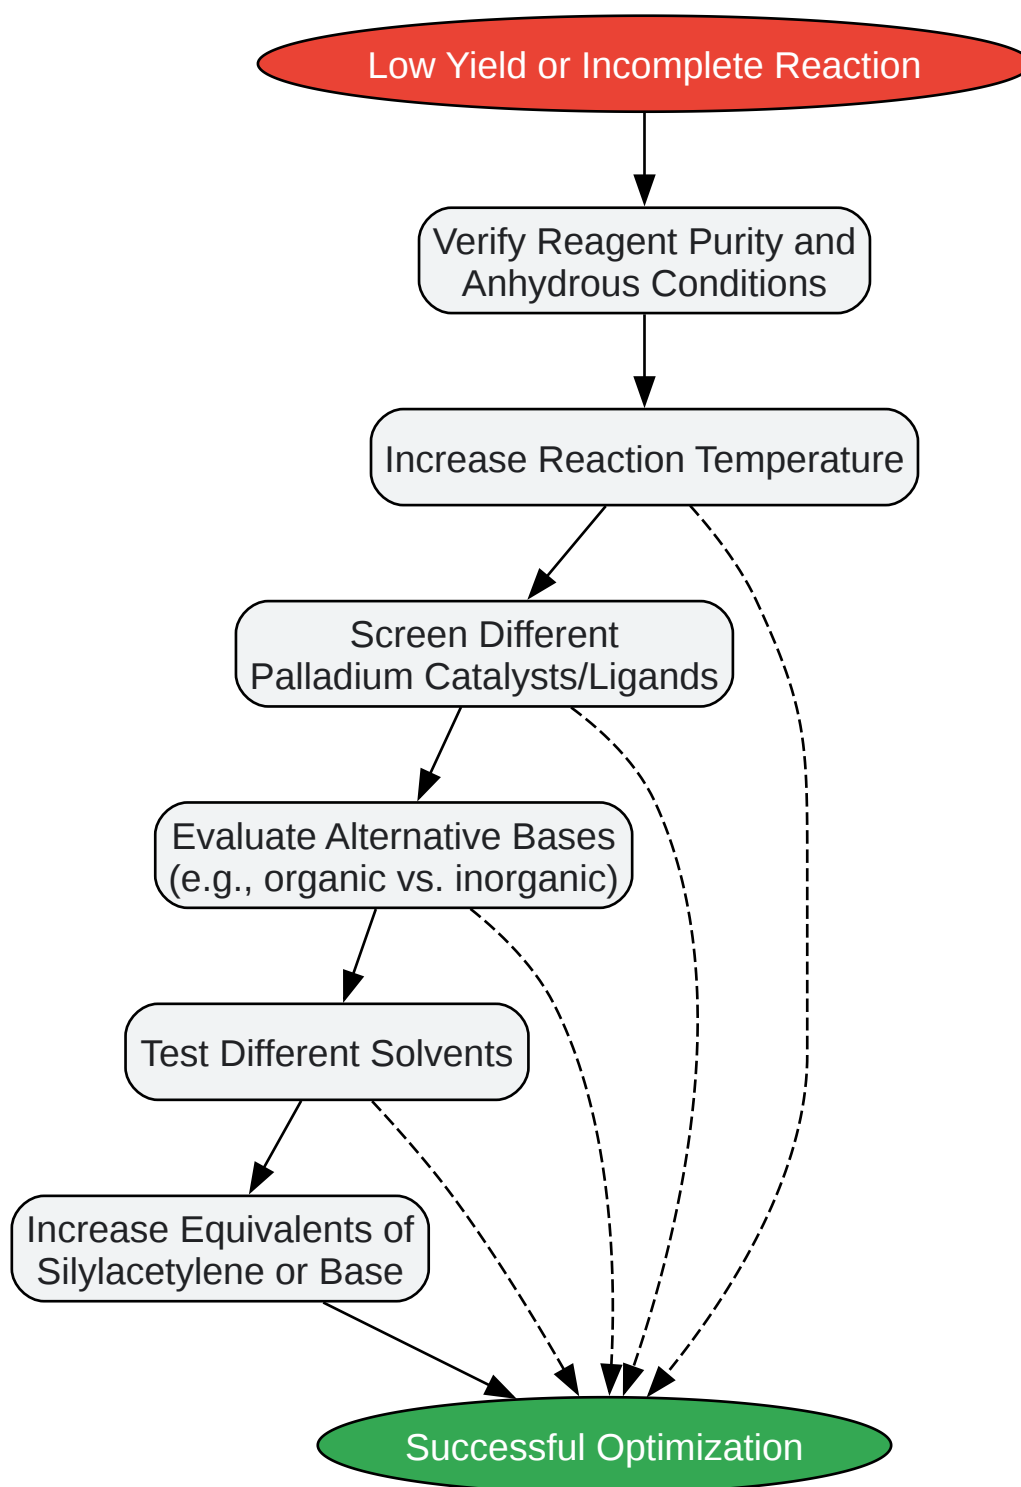 Low Yield or Incomplete Reaction
Verify Reagent Purity and
Anhydrous Conditions
Increase Reaction Temperature
Screen Different
Palladium Catalysts/Ligands
Evaluate Alternative Bases
(e.g., organic vs. inorganic)
Test Different Solvents
Increase Equivalents of
Silylacetylene or Base
Successful Optimization